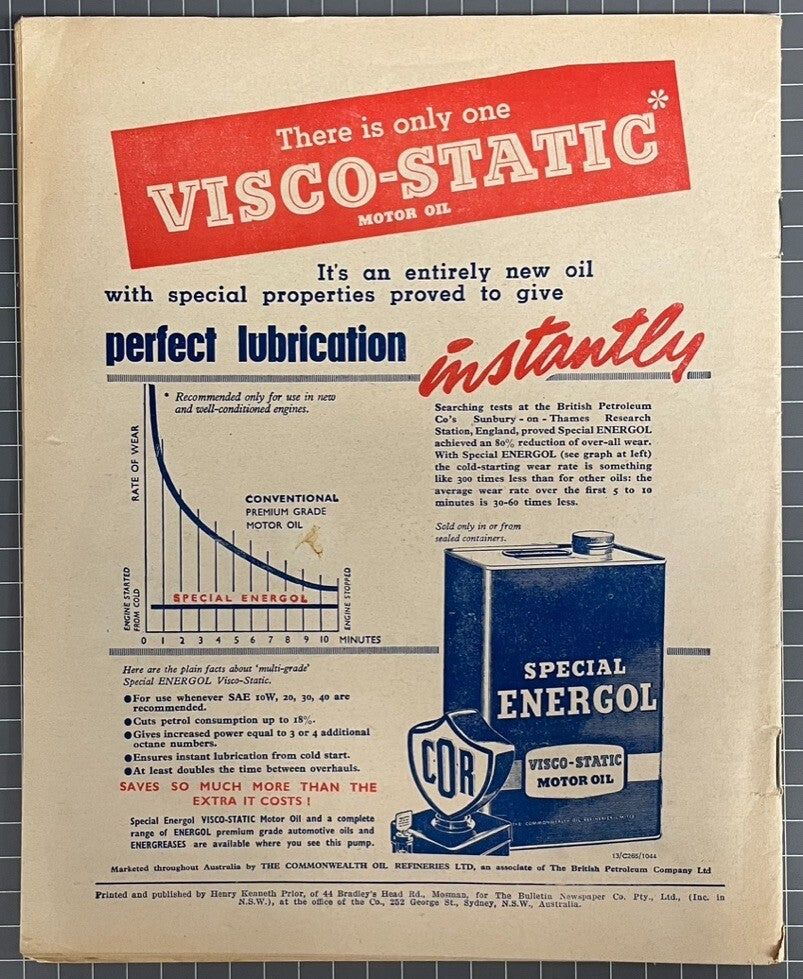 There is only one
VISCO-STATIC*
MOTOR OIL
It's an entirely new oil
with special properties proved to give
perfect lubrication instantly
* Recommended only for use in new
and well-conditioned engines.
RATE OF WEAR
CONVENTIONAL
PREMIUM GRADE
MOTOR OIL
ENGINE STARTED
FROM COLD
SPECIAL ENERGOL
ENGINE STOPPED
0 1 2 3 4 5 6 7 8 9 10 MINUTES
Searching tests at the British Petroleum
Co's Sunbury-on-Thames Research
Station, England, proved Special ENERGOL
achieved an 80% reduction of over-all wear.
With Special ENERGOL (see graph at left)
the cold-starting wear rate is something
like 300 times less than for other oils: the
average wear rate over the first 5 to 10
minutes is 30-60 times less.
Sold only in or from
sealed containers.
Here are the plain facts about 'multi-grade'
Special ENERGOL Visco-Static.
●For use whenever SAE 10W, 20, 30, 40 are
recommended.
●Cuts petrol consumption up to 18%.
●Gives increased power equal to 3 or 4 additional
octane numbers.
●Ensures instant lubrication from cold start.
●At least doubles the time between overhauls.
SAVES SO MUCH MORE THAN THE
EXTRA IT COSTS!
Special Energol VISCO-STATIC Motor Oil and a complete
range of ENERGOL premium grade automotive oils and
ENERGREASES are available where you see this pump.
SPECIAL
ENERGOL
VISCO-STATIC
MOTOR OIL
THE COMMONWEALTH OIL REFINERIES LIMITED
COR
13/C265/1044
Marketed throughout Australia by THE COMMONWEALTH OIL REFINERIES LTD, an associate of The British Petroleum Company Ltd
Printed and published by Henry Kenneth Prior, of 44 Bradley's Head Rd., Mosman, for The Bulletin Newspaper Co. Pty., Ltd., (Inc. in
N.S.W.), at the office of the Co., 252 George St., Sydney, N.S.W., Australia.